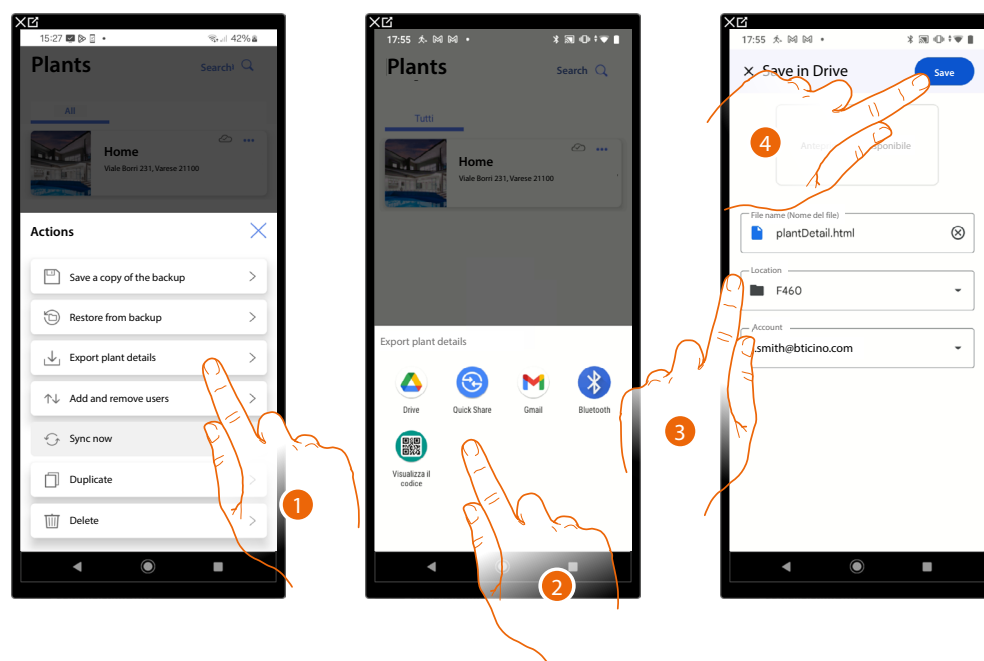 15:27
42%
Plants
Search
All
Home
Viale Borri 231, Varese 21100
Actions
Save a copy of the backup
Restore from backup
Export plant details
Add and remove users
Sync now
Duplicate
Delete
1
17:55
Plants
Search
Tutti
Home
Viale Borri 231, Varese 21100
Export plant details
Drive
Quick Share
Gmail
Bluetooth
Visualizza il
codice
2
17:55
Save in Drive
Save
4
File name (Nome del file)
plantDetail.html
Location
F460
Account
.smith@bticino.com
3